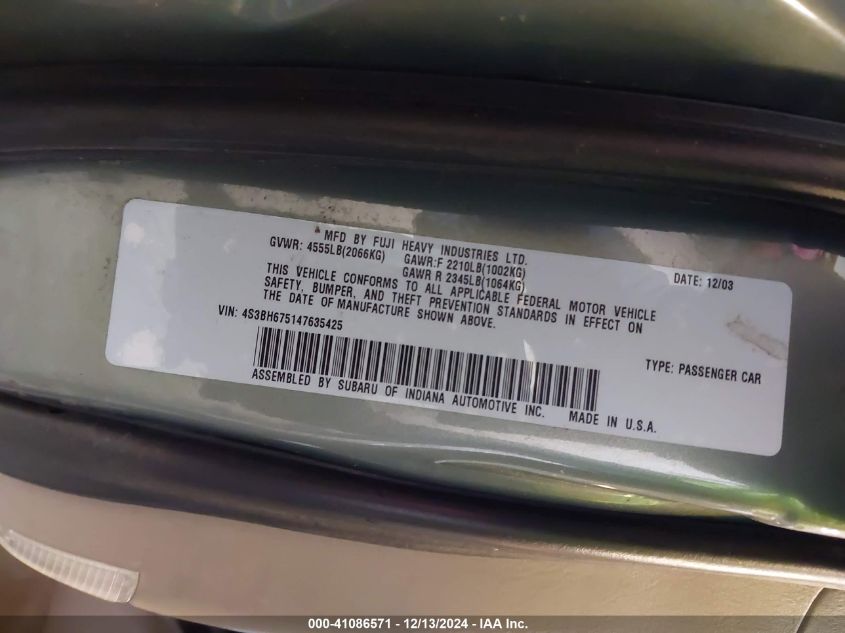 MFD BY FUJI HEAVY INDUSTRIES LTD.
GVWR: 4555LB(2066KG) GAWR:F 2210LB(1002KG) DATE: 12/03
GAWR R 2345LB(1064KG)
THIS VEHICLE CONFORMS TO ALL APPLICABLE FEDERAL MOTOR VEHICLE
SAFETY, BUMPER, AND THEFT PREVENTION STANDARDS IN EFFECT ON
THE DATE OF MANUFACTURE SHOWN ABOVE.
VIN: 4S3BH675147635425
TYPE: PASSENGER CAR
ASSEMBLED BY SUBARU OF INDIANA AUTOMOTIVE INC. MADE IN U.S.A.
000-41086571 - 12/13/2024 - IAA Inc.